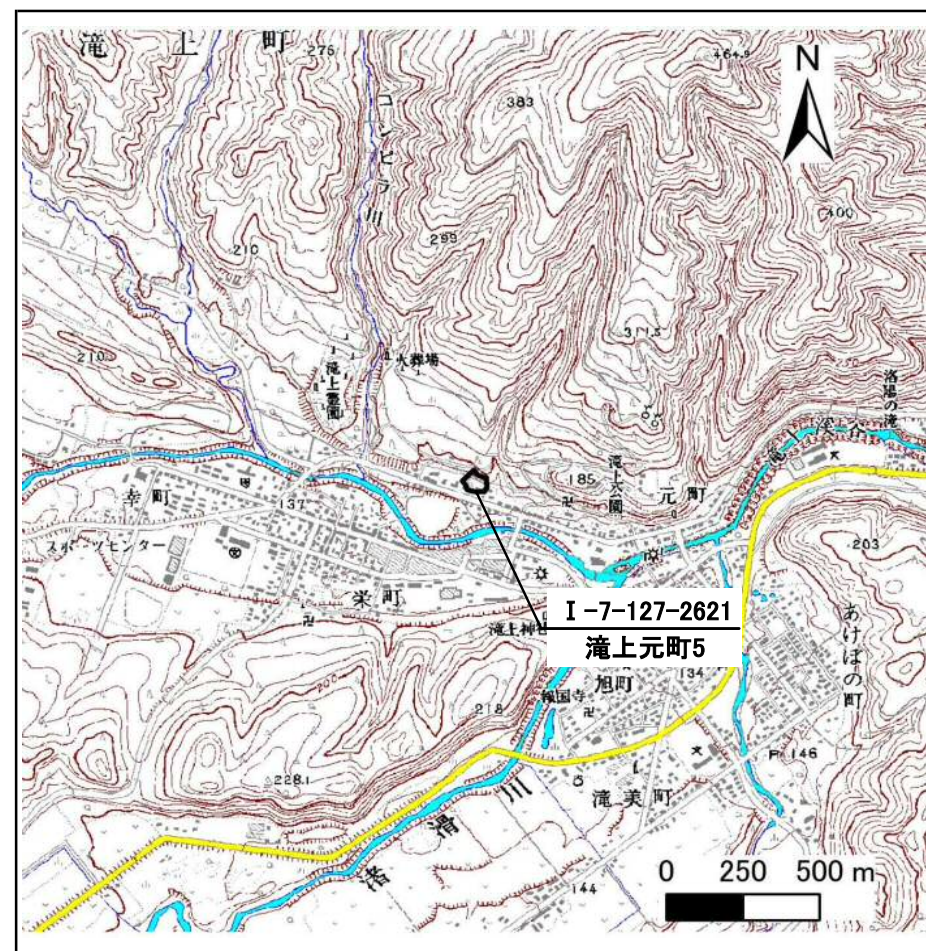 滝上町
276
464.9
N
383
コンピラ川
400
210
299
311.5
火葬場
滝上霊園
210
洛陽の滝
185
滝上公園
元町
幸町
137
スポーツセンター
203
栄町
I-7-127-2621
滝上元町5
滝上神社
旭町
134
あけぼの町
報国寺
200
218
146
228.1
滝美町
渚滑川
144
0 250 500 m